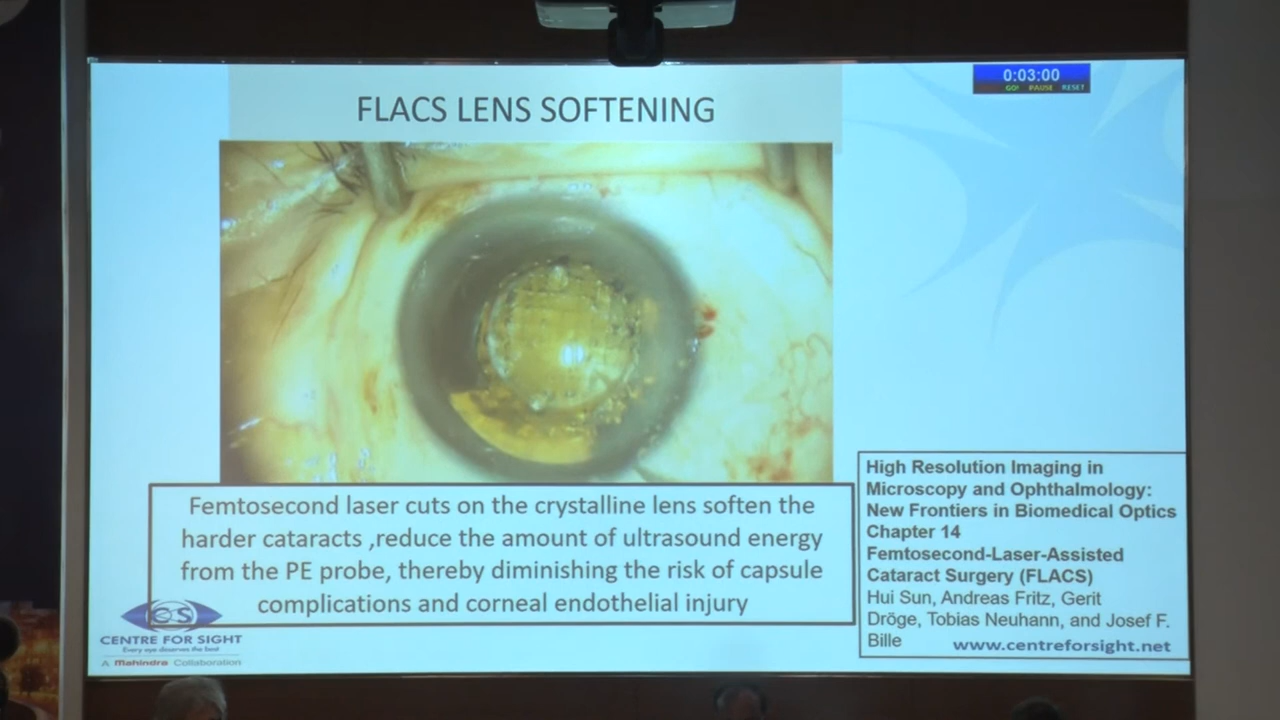 0:03:00
GO! PAUSE RESET
FLACS LENS SOFTENING
Femtosecond laser cuts on the crystalline lens soften the
harder cataracts ,reduce the amount of ultrasound energy
from the PE probe, thereby diminishing the risk of capsule
complications and corneal endothelial injury
High Resolution Imaging in
Microscopy and Ophthalmology:
New Frontiers in Biomedical Optics
Chapter 14
Femtosecond-Laser-Assisted
Cataract Surgery (FLACS)
Hui Sun, Andreas Fritz, Gerit
Dröge, Tobias Neuhann, and Josef F.
Bille
www.centreforsight.net
CS
CENTRE FOR SIGHT
Every eye deserves the best
A Mahindra Collaboration